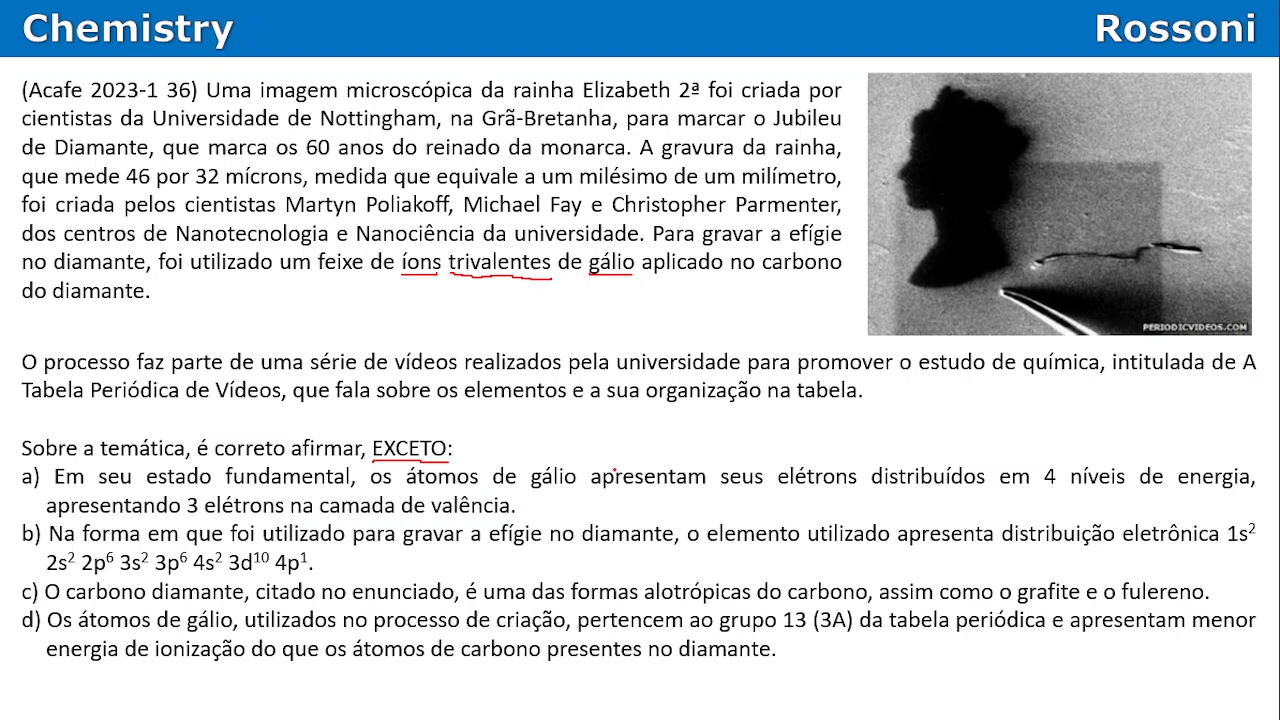 Chemistry
Rossoni
(Acafe 2023-1 36) Uma imagem microscópica da rainha Elizabeth 2ª foi criada por
cientistas da Universidade de Nottingham, na Grã-Bretanha, para marcar o Jubileu
de Diamante, que marca os 60 anos do reinado da monarca. A gravura da rainha,
que mede 46 por 32 mícrons, medida que equivale a um milésimo de um milímetro,
foi criada pelos cientistas Martyn Poliakoff, Michael Fay e Christopher Parmenter,
dos centros de Nanotecnologia e Nanociência da universidade. Para gravar a efígie
no diamante, foi utilizado um feixe de íons trivalentes de gálio aplicado no carbono
do diamante.
PERIODICVIDEOS.COM
O processo faz parte de uma série de vídeos realizados pela universidade para promover o estudo de química, intitulada de A
Tabela Periódica de Vídeos, que fala sobre os elementos e a sua organização na tabela.
Sobre a temática, é correto afirmar, EXCETO:
a) Em seu estado fundamental, os átomos de gálio apresentam seus elétrons distribuídos em 4 níveis de energia,
apresentando 3 elétrons na camada de valência.
b) Na forma em que foi utilizado para gravar a efígie no diamante, o elemento utilizado apresenta distribuição eletrônica 1s²
2s² 2p⁶ 3s² 3p⁶ 4s² 3d¹⁰ 4p¹.
c) O carbono diamante, citado no enunciado, é uma das formas alotrópicas do carbono, assim como o grafite e o fulereno.
d) Os átomos de gálio, utilizados no processo de criação, pertencem ao grupo 13 (3A) da tabela periódica e apresentam menor
energia de ionização do que os átomos de carbono presentes no diamante.